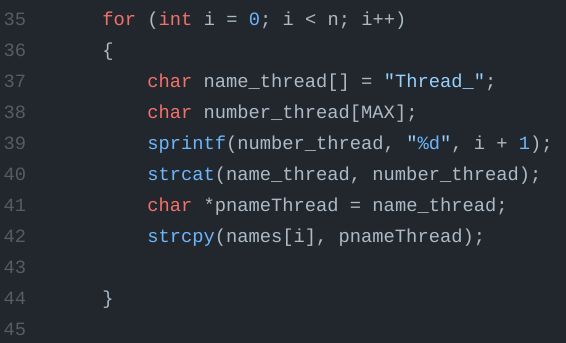 35 for (int i = 0; i < n; i++)
36 {
37 char name_thread[] = "Thread_";
38 char number_thread[MAX];
39 sprintf(number_thread, "%d", i + 1);
40 strcat(name_thread, number_thread);
41 char *pnameThread = name_thread;
42 strcpy(names[i], pnameThread);
43
44 }
45